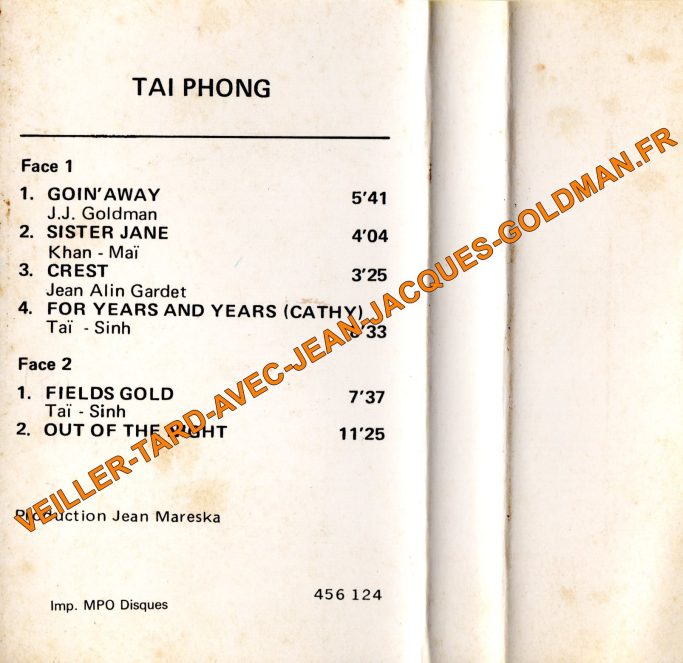 TAI PHONG
Face 1
1. GOIN'AWAY 5'41
J.J. Goldman
2. SISTER JANE 4'04
Khan - Maï
3. CREST 3'25
Jean Alin Gardet
4. FOR YEARS AND YEARS (CATHY)
Taï - Sinh 8'33
Face 2
1. FIELDS GOLD 7'37
Taï - Sinh
2. OUT OF THE NIGHT 11'25
Production Jean Mareska
Imp. MPO Disques 456 124
VEILLER-TARD-AVEC-JEAN-JACQUES-GOLDMAN.FR